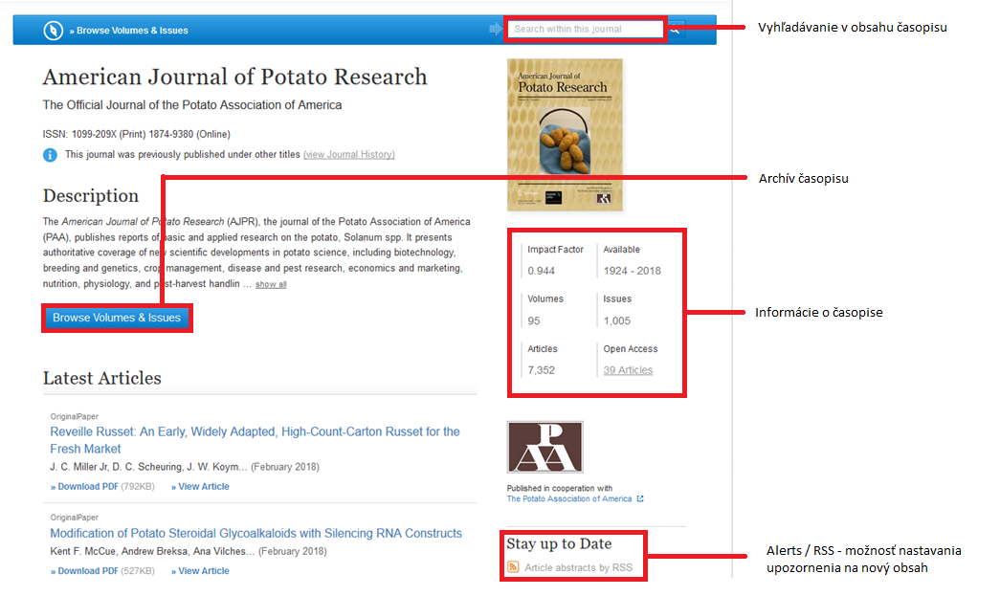 » Browse Volumes & Issues
Search within this journal
Vyhľadávanie v obsahu časopisu
American Journal of Potato Research
The Official Journal of the Potato Association of America
ISSN: 1099-209X (Print) 1874-9380 (Online)
This journal was previously published under other titles (view Journal History)
American Journal of
Potato Research
Archív časopisu
Description
The American Journal of Potato Research (AJPR), the journal of the Potato Association of America
(PAA), publishes reports of basic and applied research on the potato, Solanum spp. It presents
authoritative coverage of new scientific developments in potato science, including biotechnology,
breeding and genetics, crop management, disease and pest research, economics and marketing,
nutrition, physiology, and post-harvest handlin ... show all
Browse Volumes & Issues
Impact Factor
0.944
Available
1924 - 2018
Volumes
95
Issues
1,005
Articles
7,352
Open Access
39 Articles
Informácie o časopise
Latest Articles
OriginalPaper
Reveille Russet: An Early, Widely Adapted, High-Count-Carton Russet for the
Fresh Market
J. C. Miller Jr, D. C. Scheuring, J. W. Koym... (February 2018)
» Download PDF (792KB) » View Article
OriginalPaper
Modification of Potato Steroidal Glycoalkaloids with Silencing RNA Constructs
Kent F. McCue, Andrew Breksa, Ana Vilches... (February 2018)
» Download PDF (527KB) » View Article
PAA
Published in cooperation with
The Potato Association of America
Stay up to Date
Article abstracts by RSS
Alerts / RSS - možnosť nastavania
upozornenia na nový obsah